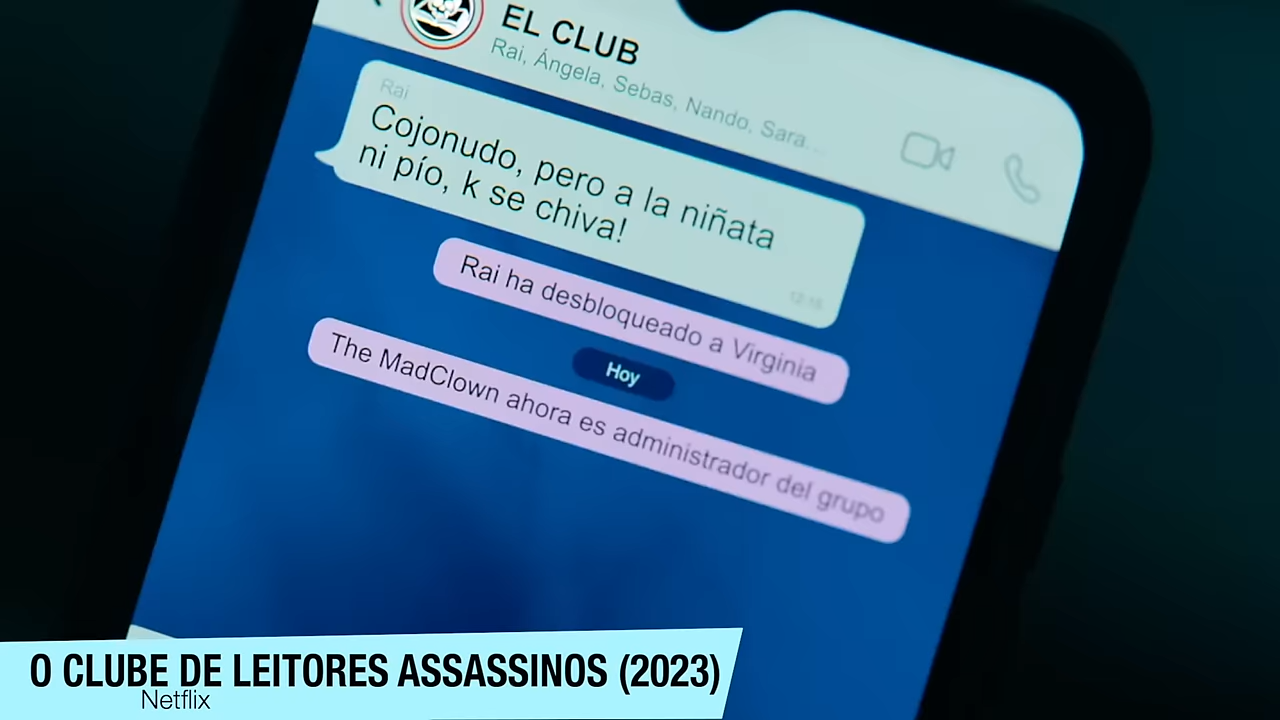 EL CLUB
Rai, Ángela, Sebas, Nando, Sara...
Rai
Cojonudo, pero a la niñata
ni pío, k se chiva!
Rai ha desbloqueado a Virginia
Hoy
The MadClown ahora es administrador del grupo
O CLUBE DE LEITORES ASSASSINOS (2023)
Netflix